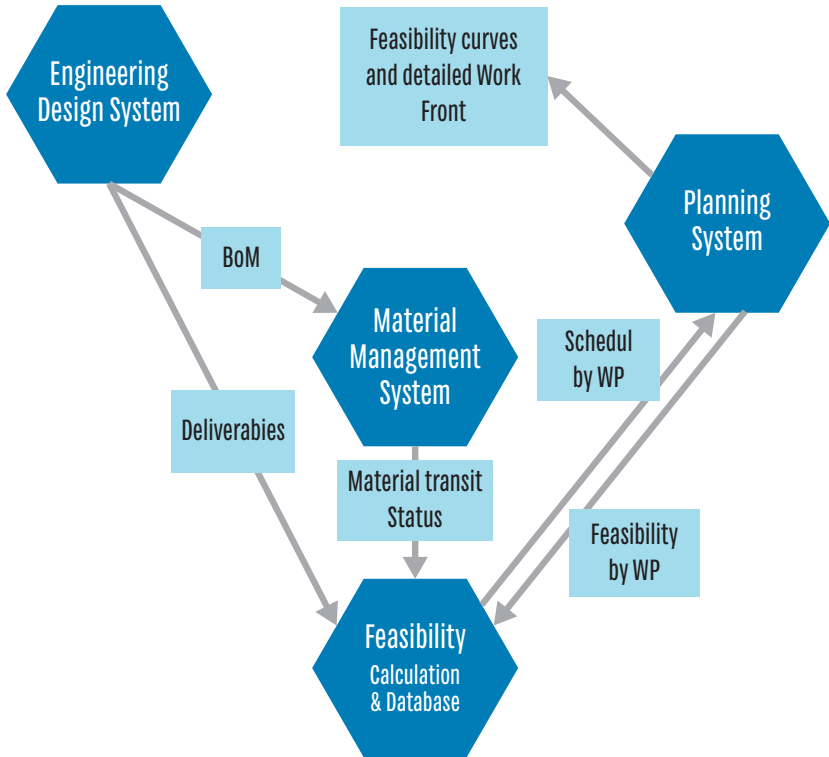 Engineering
Design System
Feasibility curves
and detailed Work
Front
Planning
System
BoM
Material
Management
System
Schedul
by WP
Deliverabies
Material transit
Status
Feasibility
by WP
Feasibility
Calculation
& Database